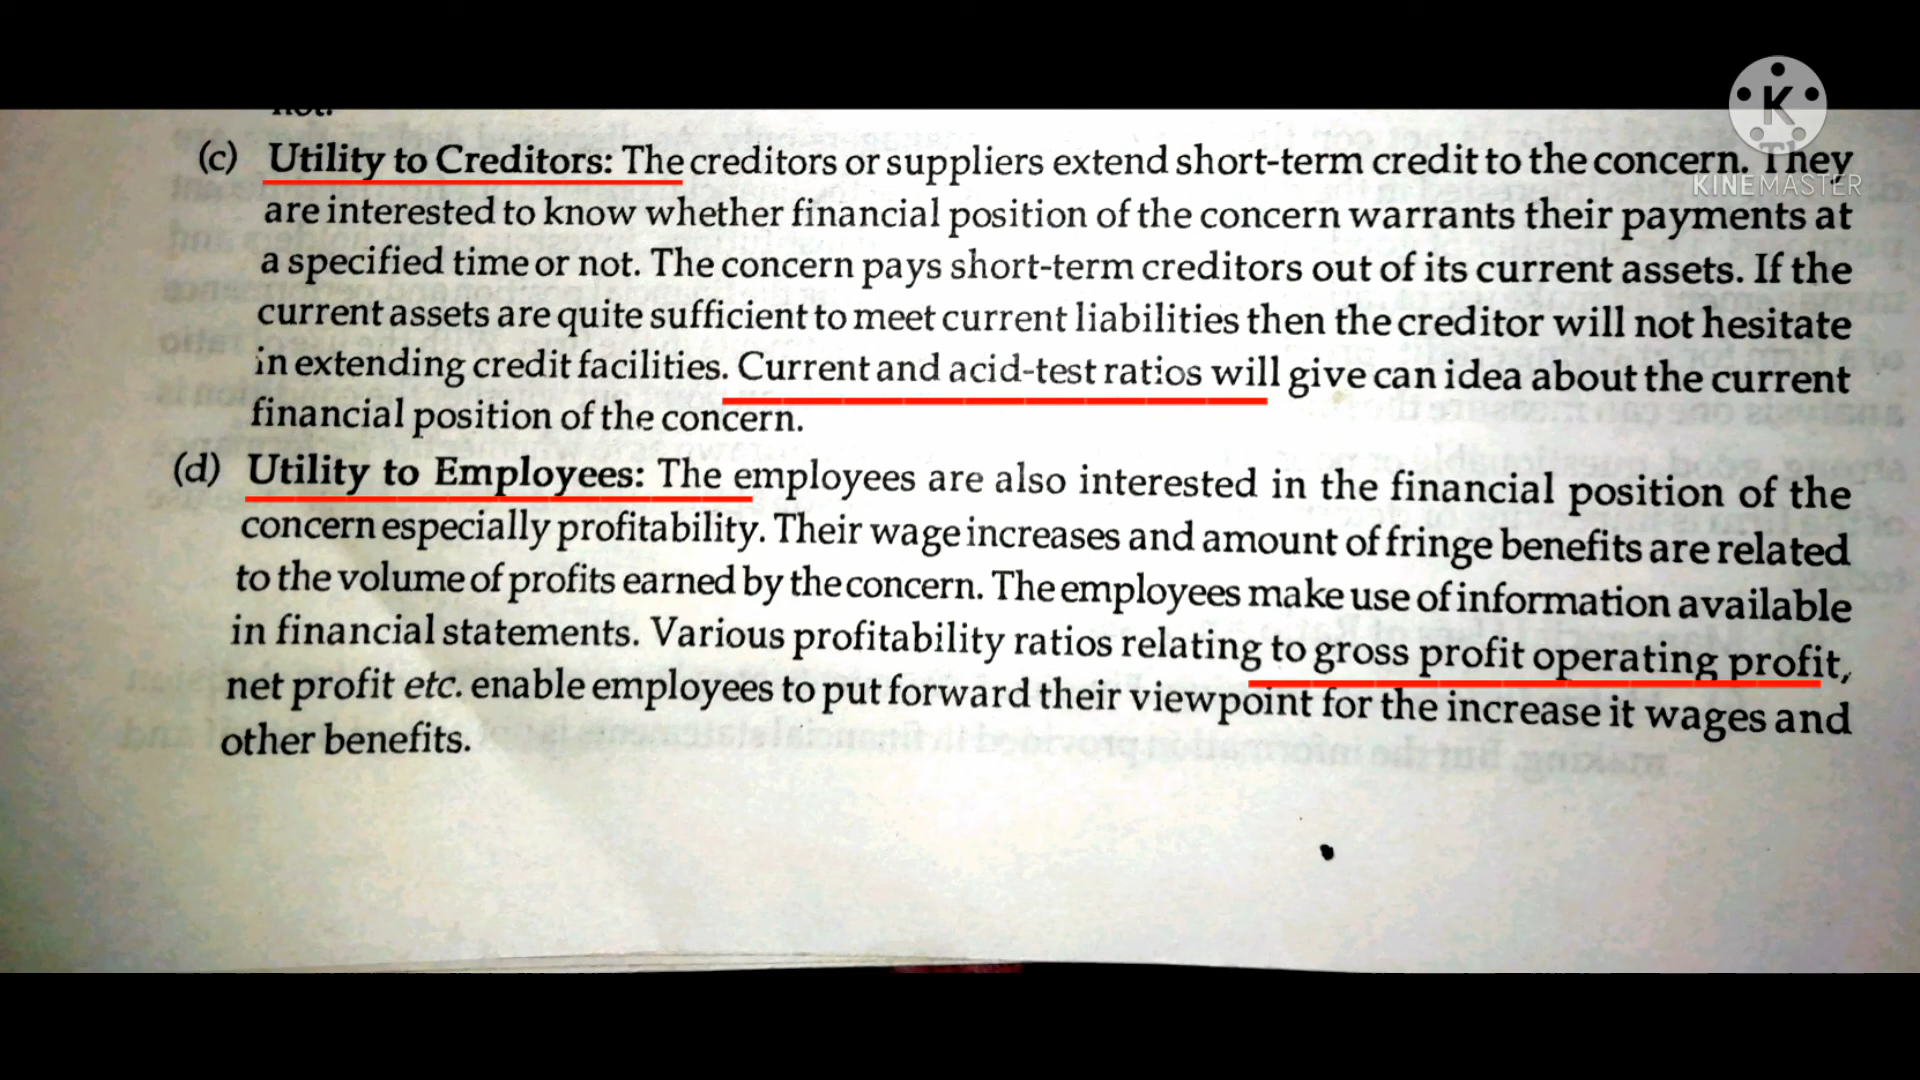 not.
K
KINEMASTER
(c) Utility to Creditors: The creditors or suppliers extend short-term credit to the concern. They
are interested to know whether financial position of the concern warrants their payments at
a specified time or not. The concern pays short-term creditors out of its current assets. If the
current assets are quite sufficient to meet current liabilities then the creditor will not hesitate
in extending credit facilities. Current and acid-test ratios will give can idea about the current
financial position of the concern.
(d) Utility to Employees: The employees are also interested in the financial position of the
concern especially profitability. Their wage increases and amount of fringe benefits are related
to the volume of profits earned by the concern. The employees make use of information available
in financial statements. Various profitability ratios relating to gross profit operating profit,
net profit etc. enable employees to put forward their viewpoint for the increase it wages and
other benefits.